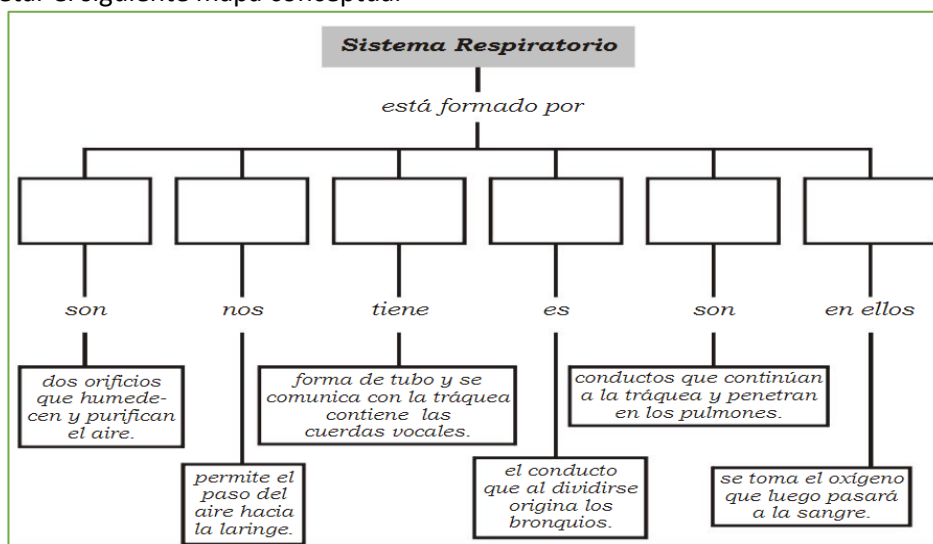 el siguiente mapa conceptual
Sistema Respiratorio
está formado por
son
nos
tiene
es
son
en ellos
dos orificios
que humede-
cen y purifican
el aire.
permite el
paso del
aire hacia
la laringe.
forma de tubo y se
comunica con la tráquea
contiene las
cuerdas vocales.
el conducto
que al dividirse
origina los
bronquios.
conductos que continúan
a la tráquea y penetran
en los pulmones.
se toma el oxígeno
que luego pasará
a la sangre.